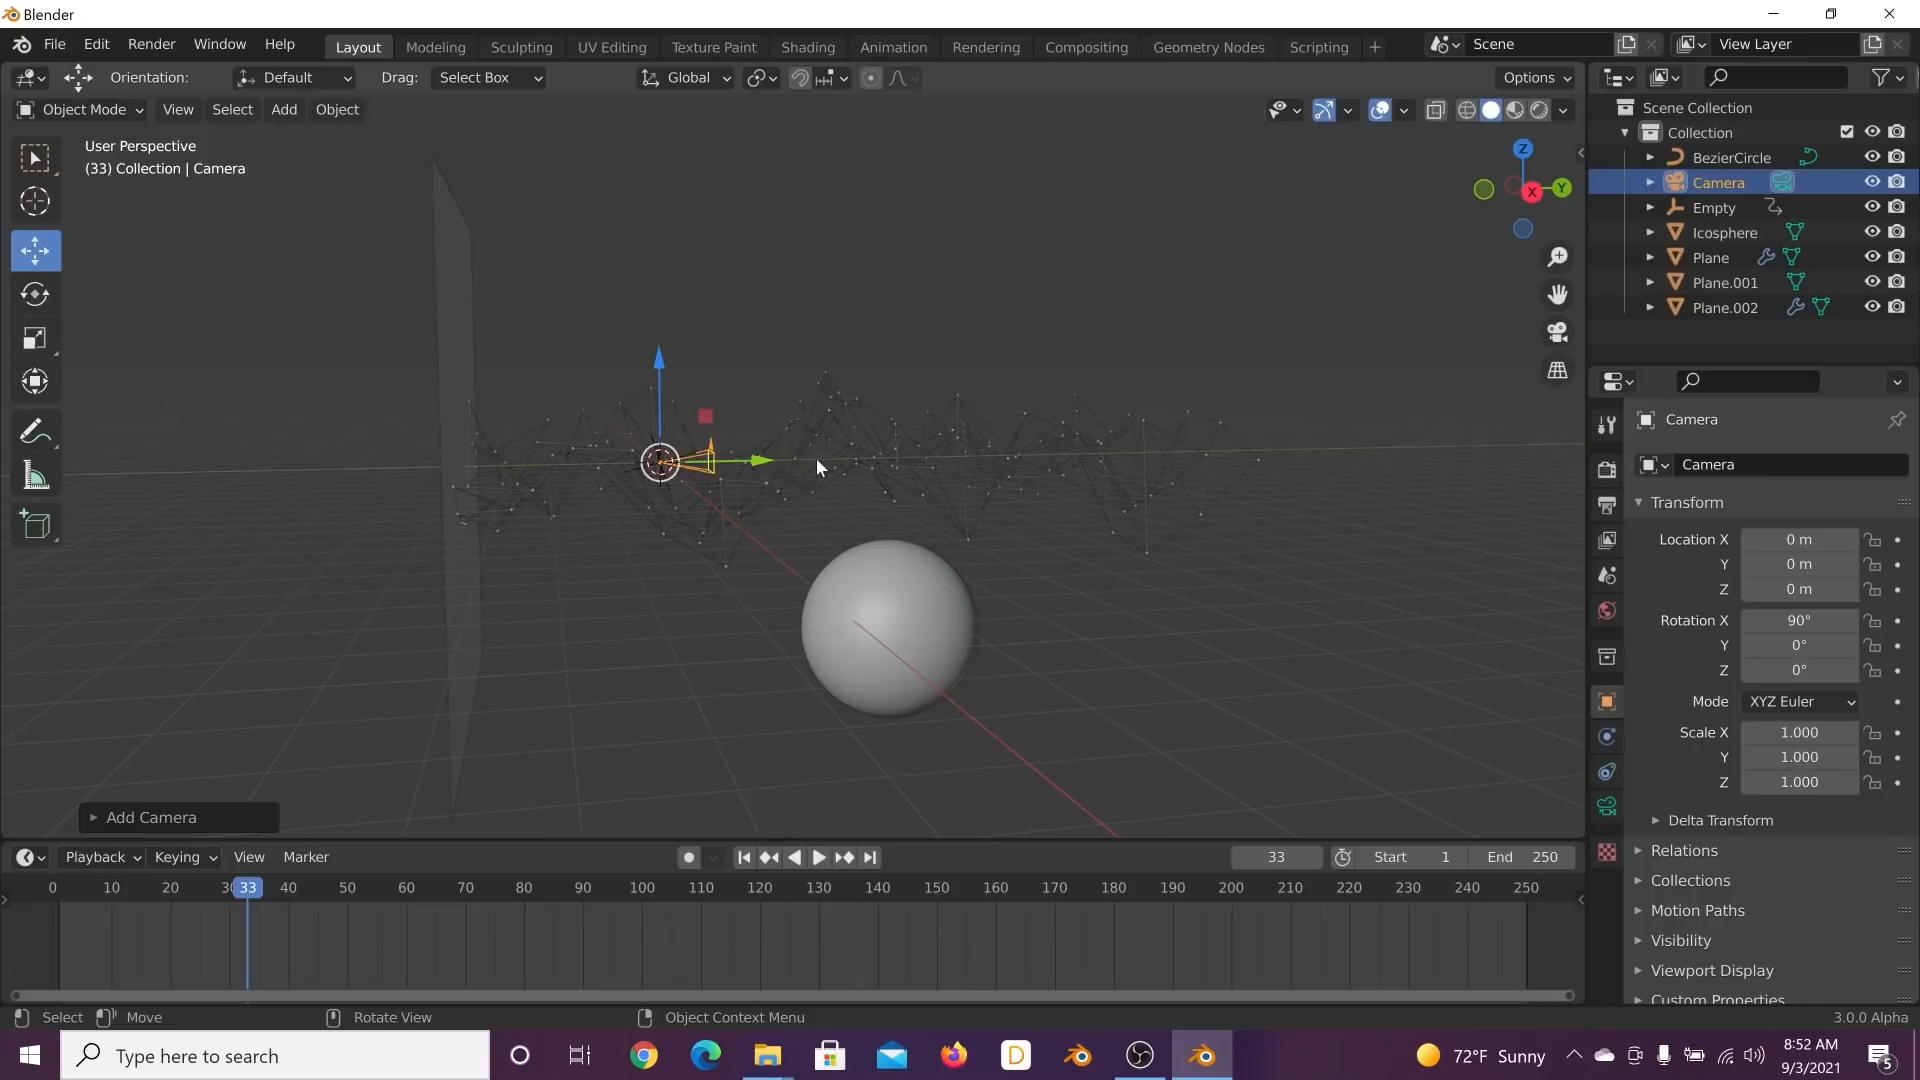 Blender
File Edit Render Window Help Layout Modeling Sculpting UV Editing Texture Paint Shading Animation Rendering Compositing Geometry Nodes Scripting + Scene View Layer
Orientation: Default Drag: Select Box Global Options
Object Mode View Select Add Object
User Perspective
(33) Collection | Camera
Z
X
Y
Add Camera
Scene Collection
Collection
BezierCircle
Camera
Empty
Icosphere
Plane
Plane.001
Plane.002
Camera
Camera
Transform
Location X 0 m
Y 0 m
Z 0 m
Rotation X 90°
Y 0°
Z 0°
Mode XYZ Euler
Scale X 1.000
Y 1.000
Z 1.000
Delta Transform
Relations
Collections
Motion Paths
Visibility
Viewport Display
Custom Properties
Playback Keying View Marker 33 Start 1 End 250
0 10 20 30 33 40 50 60 70 80 90 100 110 120 130 140 150 160 170 180 190 200 210 220 230 240 250
Select Move Rotate View Object Context Menu 3.0.0 Alpha
Type here to search D 72°F Sunny 8:52 AM
9/3/2021
5